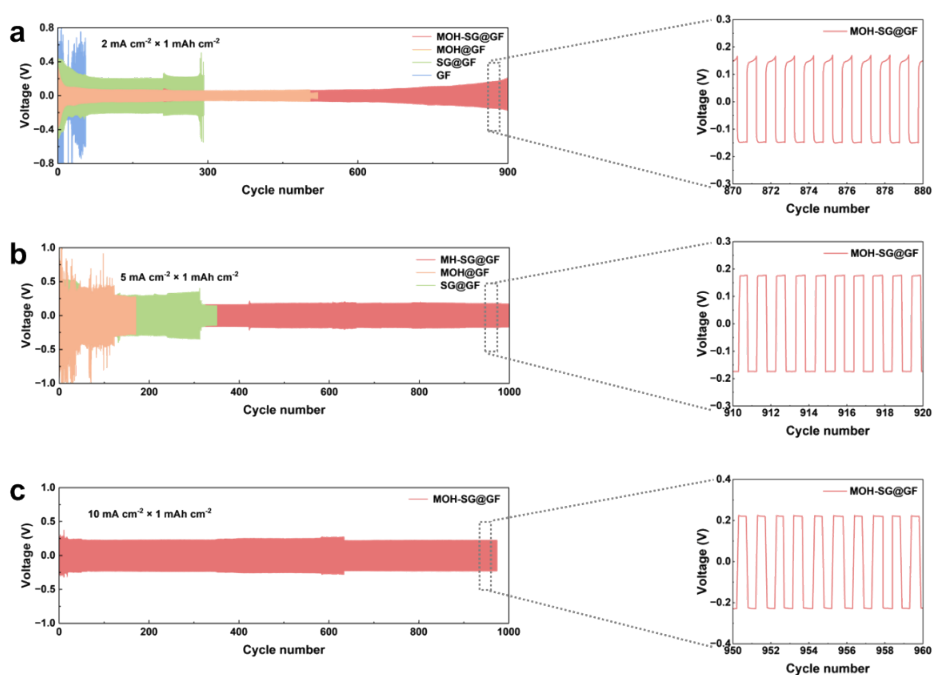 a
2 mA cm⁻² × 1 mAh cm⁻²
MOH-SG@GF
MOH@GF
SG@GF
GF
Voltage (V)
0.8
0.4
0.0
−0.4
−0.8
0 300 600 900
Cycle number
MOH-SG@GF
Voltage (V)
0.3
0.2
0.1
0.0
−0.1
−0.2
−0.3
870 872 874 876 878 880
Cycle number
b
5 mA cm⁻² × 1 mAh cm⁻²
MH-SG@GF
MOH@GF
SG@GF
Voltage (V)
1.0
0.5
0.0
−0.5
−1.0
0 200 400 600 800 1000
Cycle number
MOH-SG@GF
Voltage (V)
0.3
0.2
0.1
0.0
−0.1
−0.2
−0.3
910 912 914 916 918 920
Cycle number
c
10 mA cm⁻² × 1 mAh cm⁻²
MOH-SG@GF
Voltage (V)
1.0
0.5
0.0
−0.5
−1.0
0 200 400 600 800 1000
Cycle number
MOH-SG@GF
Voltage (V)
0.4
0.2
0.0
−0.2
−0.4
950 952 954 956 958 960
Cycle number